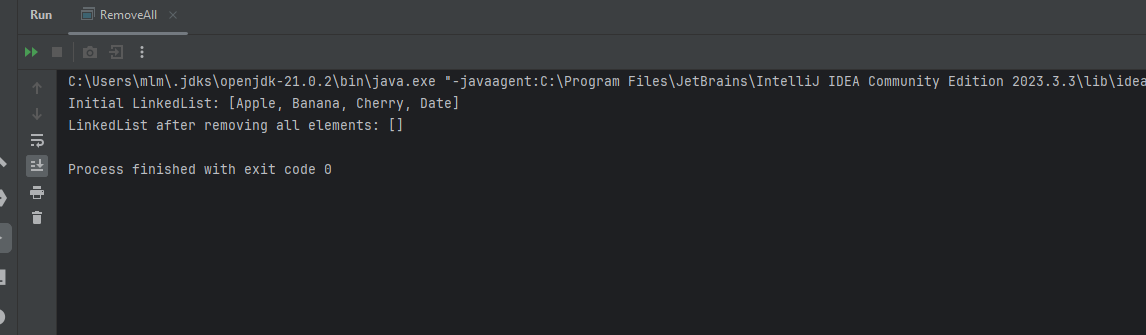 Run RemoveAll
C:\Users\mlm\.jdks\openjdk-21.0.2\bin\java.exe "-javaagent:C:\Program Files\JetBrains\IntelliJ IDEA Community Edition 2023.3.3\lib\idea
Initial LinkedList: [Apple, Banana, Cherry, Date]
LinkedList after removing all elements: []
Process finished with exit code 0